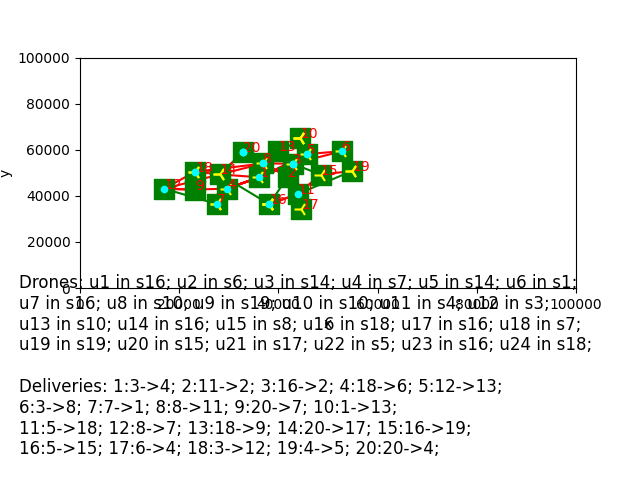 100000
80000
60000
40000
20000
0
y
20000
40000
60000
80000
100000
x
Drones: u1 in s16; u2 in s6; u3 in s14; u4 in s7; u5 in s14; u6 in s1;
u7 in s16; u8 in s10; u9 in s19; u10 in s10; u11 in s4; u12 in s3;
u13 in s10; u14 in s16; u15 in s8; u16 in s18; u17 in s16; u18 in s7;
u19 in s19; u20 in s15; u21 in s17; u22 in s5; u23 in s16; u24 in s18;
Deliveries: 1:3->4; 2:11->2; 3:16->2; 4:18->6; 5:12->13;
6:3->8; 7:7->1; 8:8->11; 9:20->7; 10:1->13;
11:5->18; 12:8->7; 13:18->9; 14:20->17; 15:16->19;
16:5->15; 17:6->4; 18:3->12; 19:4->5; 20:20->4;